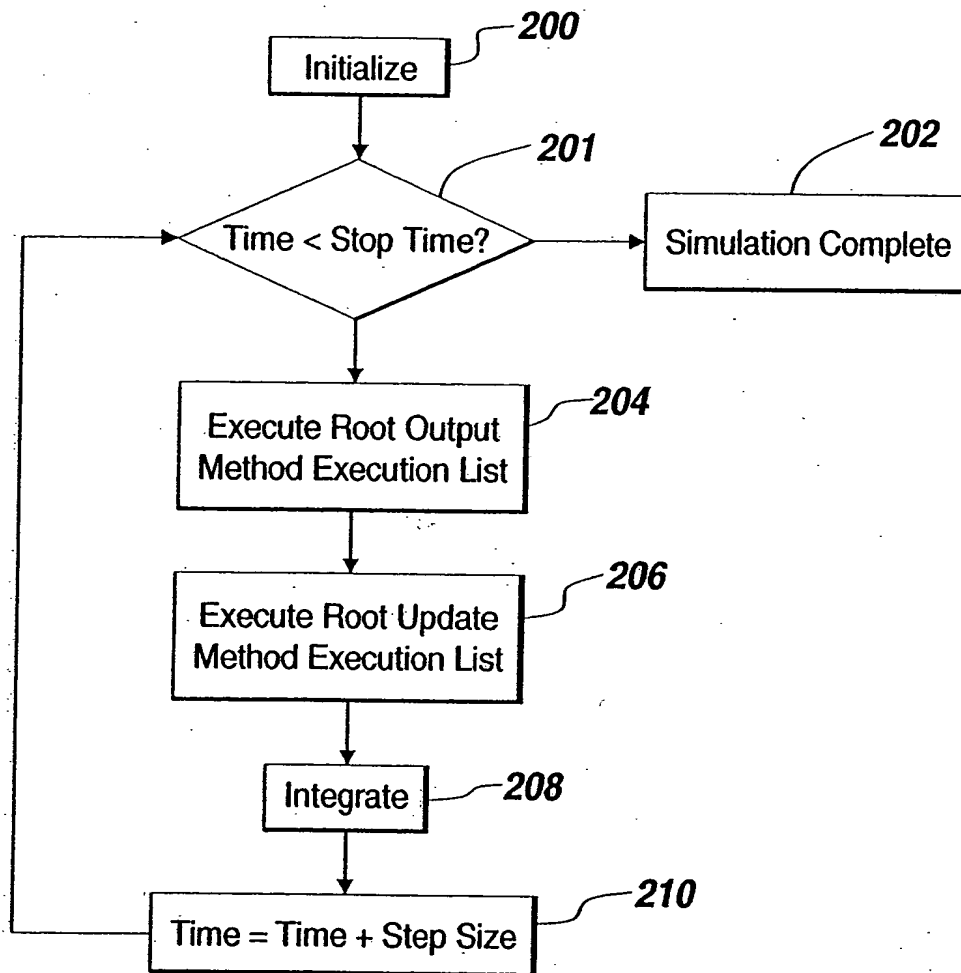 200
Initialize
201
202
Time < Stop Time?
Simulation Complete
204
Execute Root Output
Method Execution List
206
Execute Root Update
Method Execution List
Integrate
208
210
Time = Time + Step Size